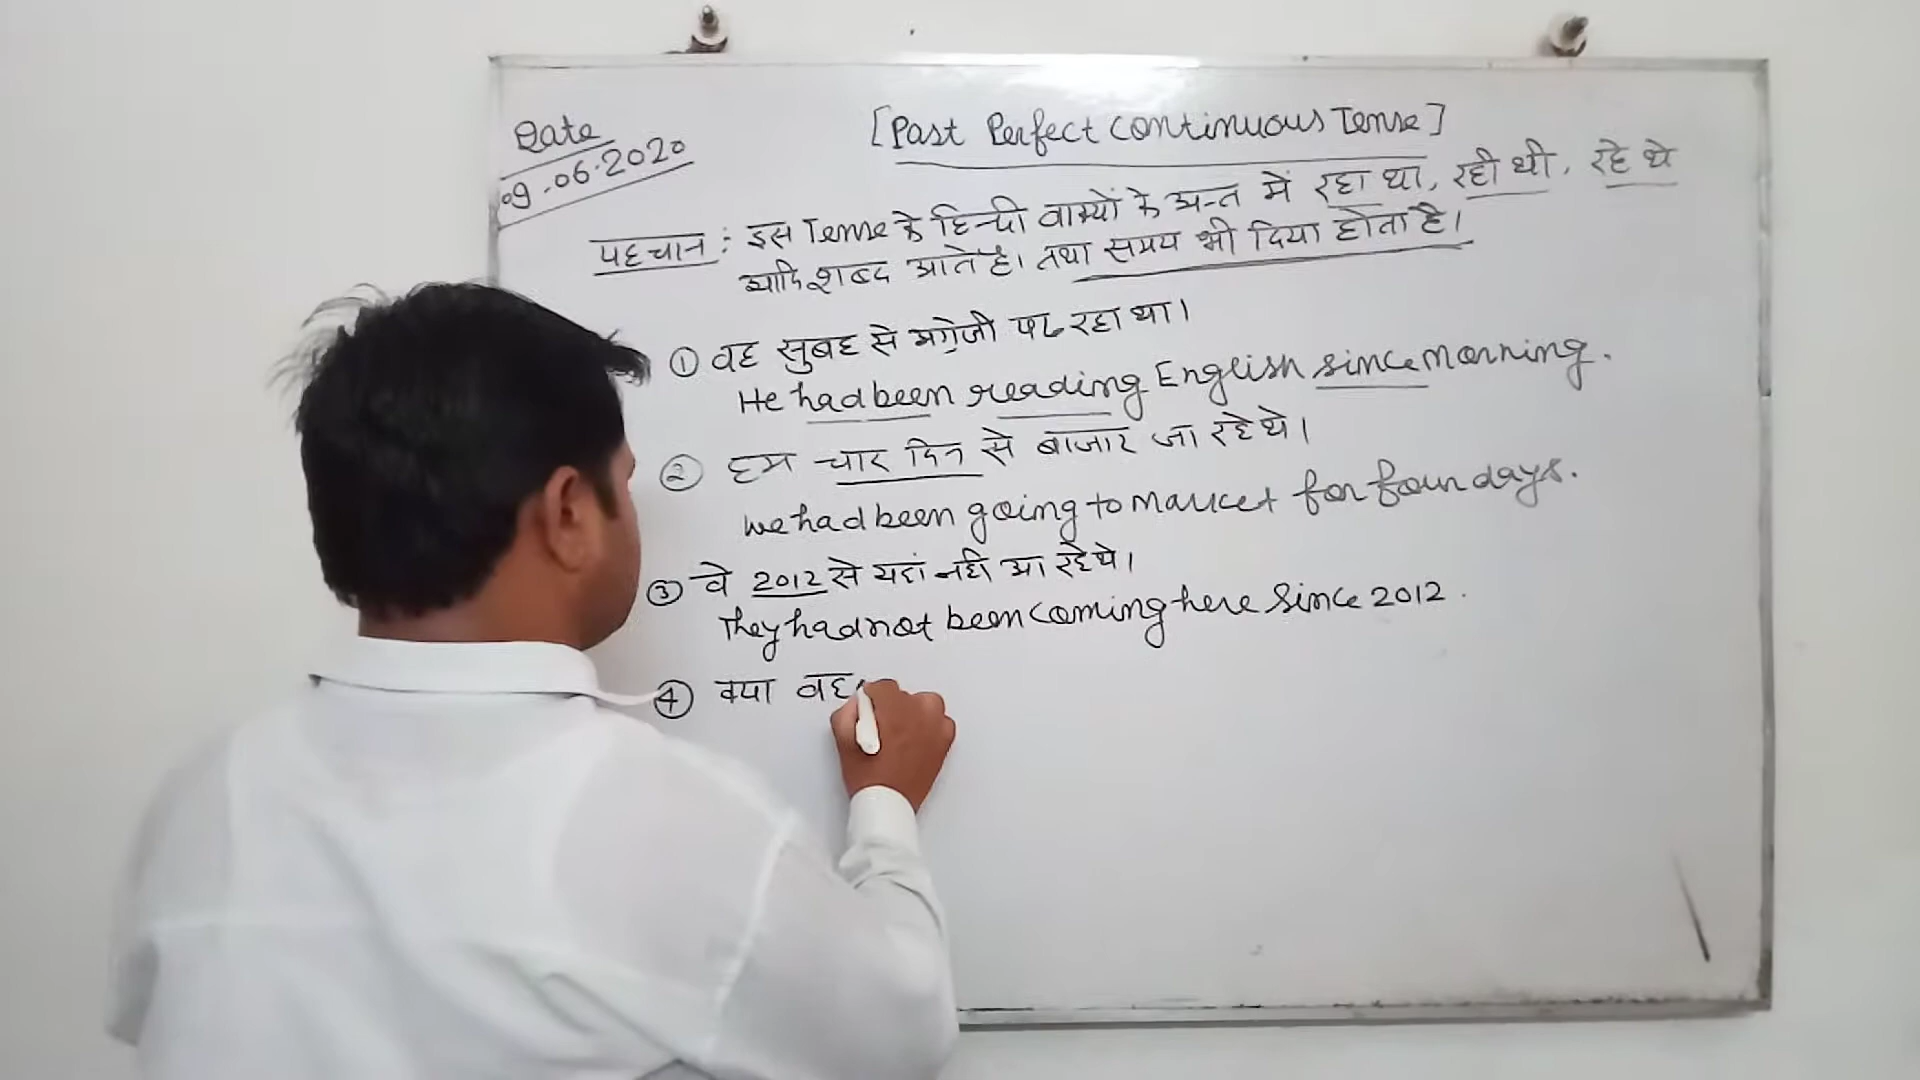 Date
09.06.2020
[Past Perfect Continuous Tense]
पहचान : इस Tense के हिन्दी वाक्यों के अन्त में रहा था, रही थी, रहे थे
आदि शब्द आते है। तथा समय भी दिया होता है।
① वह सुबह से अग्रेजी पढ रहा था।
He had been reading English since morning.
② हम चार दिन से बाजार जा रहे थे।
We had been going to market for four days.
③ वे 2012 से यहां नही आ रहे थे।
They had not been coming here since 2012.
④ क्या वह